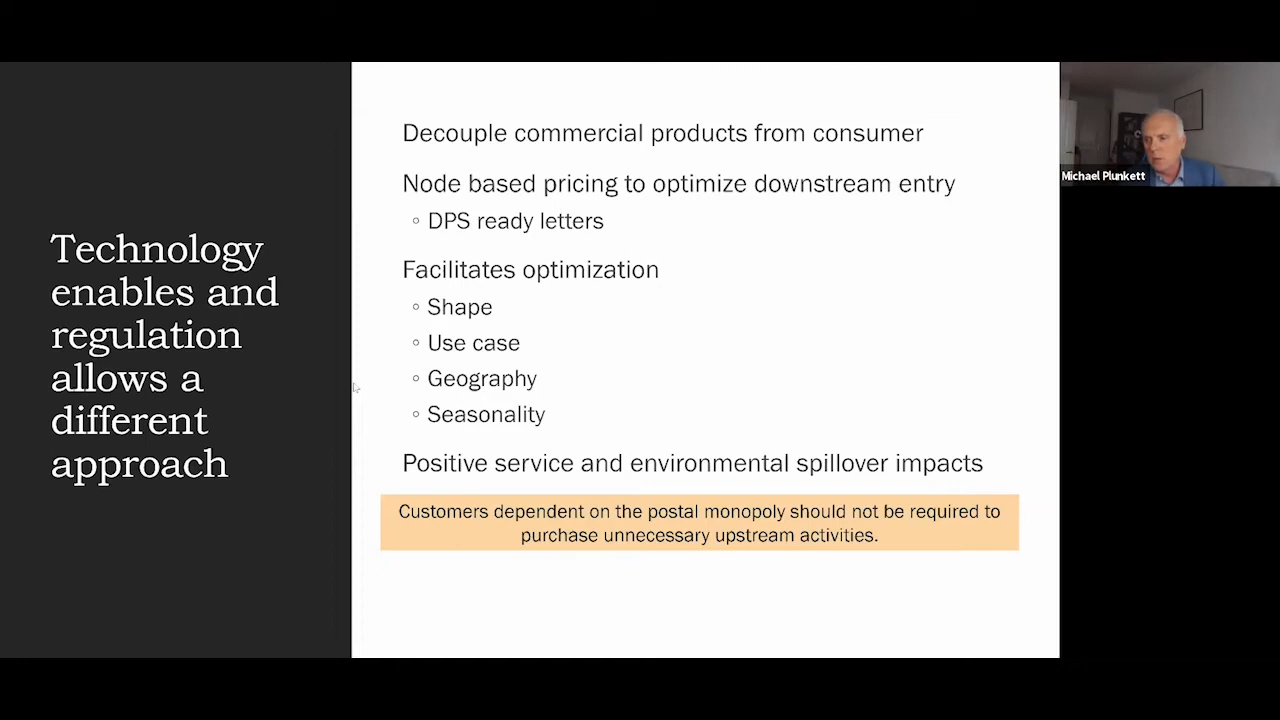 Technology
enables and
regulation
allows a
different
approach
Decouple commercial products from consumer
Node based pricing to optimize downstream entry
◦ DPS ready letters
Facilitates optimization
◦ Shape
◦ Use case
◦ Geography
◦ Seasonality
Positive service and environmental spillover impacts
Customers dependent on the postal monopoly should not be required to
purchase unnecessary upstream activities.
Michael Plunkett